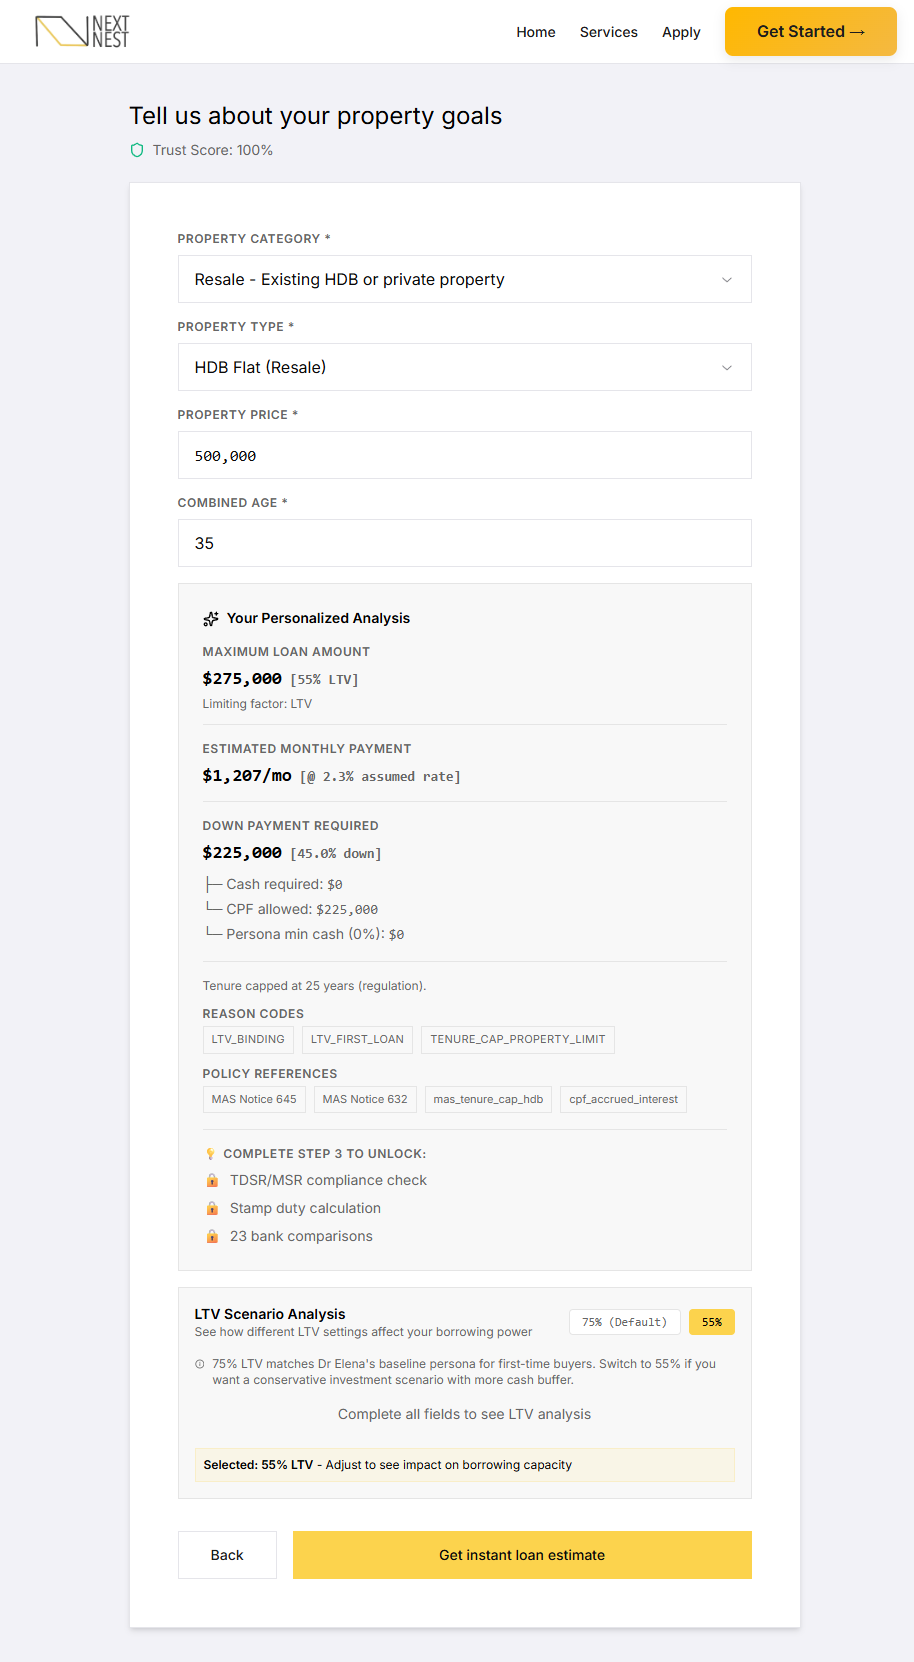 NEXT
NEST
Home
Services
Apply
Get Started →
Tell us about your property goals
Trust Score: 100%
PROPERTY CATEGORY *
Resale - Existing HDB or private property
PROPERTY TYPE *
HDB Flat (Resale)
PROPERTY PRICE *
500,000
COMBINED AGE *
35
Your Personalized Analysis
MAXIMUM LOAN AMOUNT
$275,000 [55% LTV]
Limiting factor: LTV
ESTIMATED MONTHLY PAYMENT
$1,207/mo [@ 2.3% assumed rate]
DOWN PAYMENT REQUIRED
$225,000 [45.0% down]
├─ Cash required: $0
└─ CPF allowed: $225,000
└─ Persona min cash (0%): $0
Tenure capped at 25 years (regulation).
REASON CODES
LTV_BINDING
LTV_FIRST_LOAN
TENURE_CAP_PROPERTY_LIMIT
POLICY REFERENCES
MAS Notice 645
MAS Notice 632
mas_tenure_cap_hdb
cpf_accrued_interest
💡 COMPLETE STEP 3 TO UNLOCK:
🔒 TDSR/MSR compliance check
🔒 Stamp duty calculation
🔒 23 bank comparisons
LTV Scenario Analysis
See how different LTV settings affect your borrowing power
75% (Default)
55%
75% LTV matches Dr Elena's baseline persona for first-time buyers. Switch to 55% if you
want a conservative investment scenario with more cash buffer.
Complete all fields to see LTV analysis
Selected: 55% LTV - Adjust to see impact on borrowing capacity
Back
Get instant loan estimate